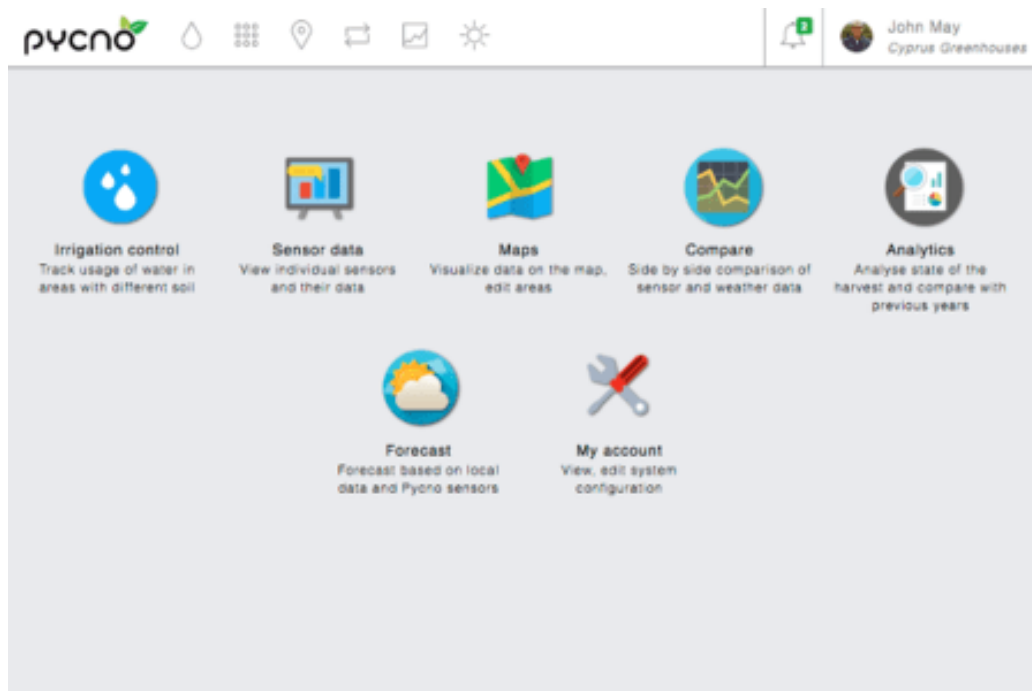 pycno
John May
Cyprus Greenhouses
Irrigation control
Track usage of water in
areas with different soil
Sensor data
View individual sensors
and their data
Maps
Visualize data on the map,
edit areas
Compare
Side by side comparison of
sensor and weather data
Analytics
Analyse state of the
harvest and compare with
previous years
Forecast
Forecast based on local
data and Pycno sensors
My account
View, edit system
configuration